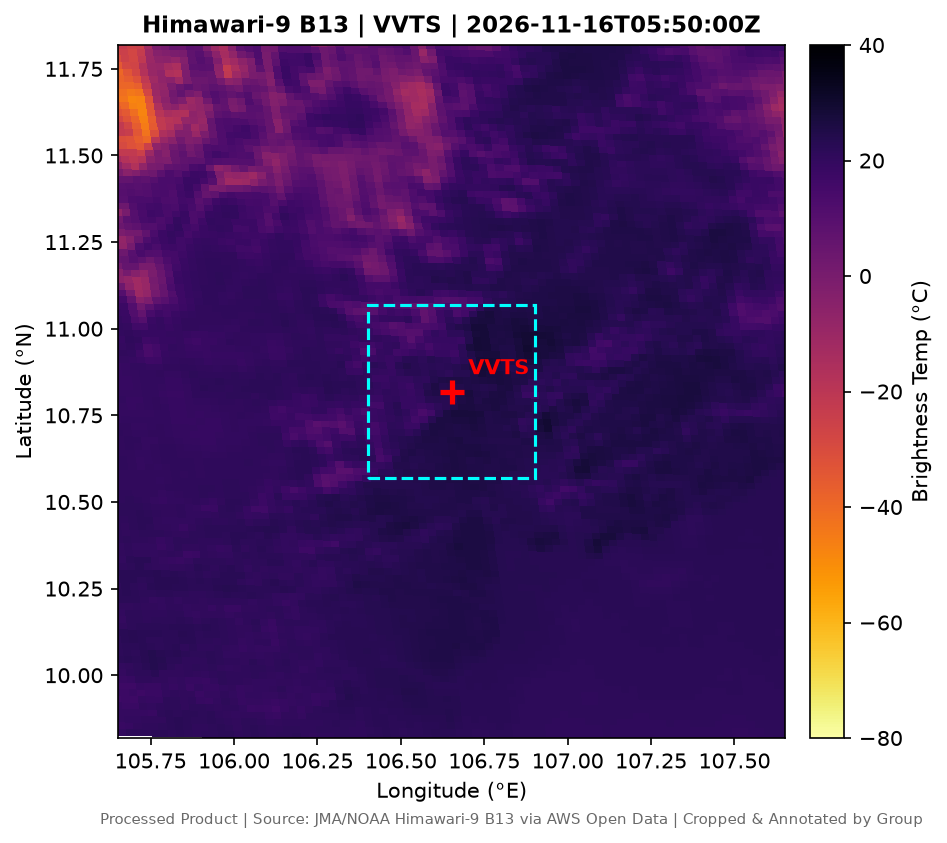 Himawari-9 B13 | VVTS | 2026-11-16T05:50:00Z
11.75
11.50
11.25
11.00
10.75
10.50
10.25
10.00
Latitude (°N)
VVTS
105.75 106.00 106.25 106.50 106.75 107.00 107.25 107.50
Longitude (°E)
40
20
0
−20
−40
−60
−80
Brightness Temp (°C)
Processed Product | Source: JMA/NOAA Himawari-9 B13 via AWS Open Data | Cropped & Annotated by Group